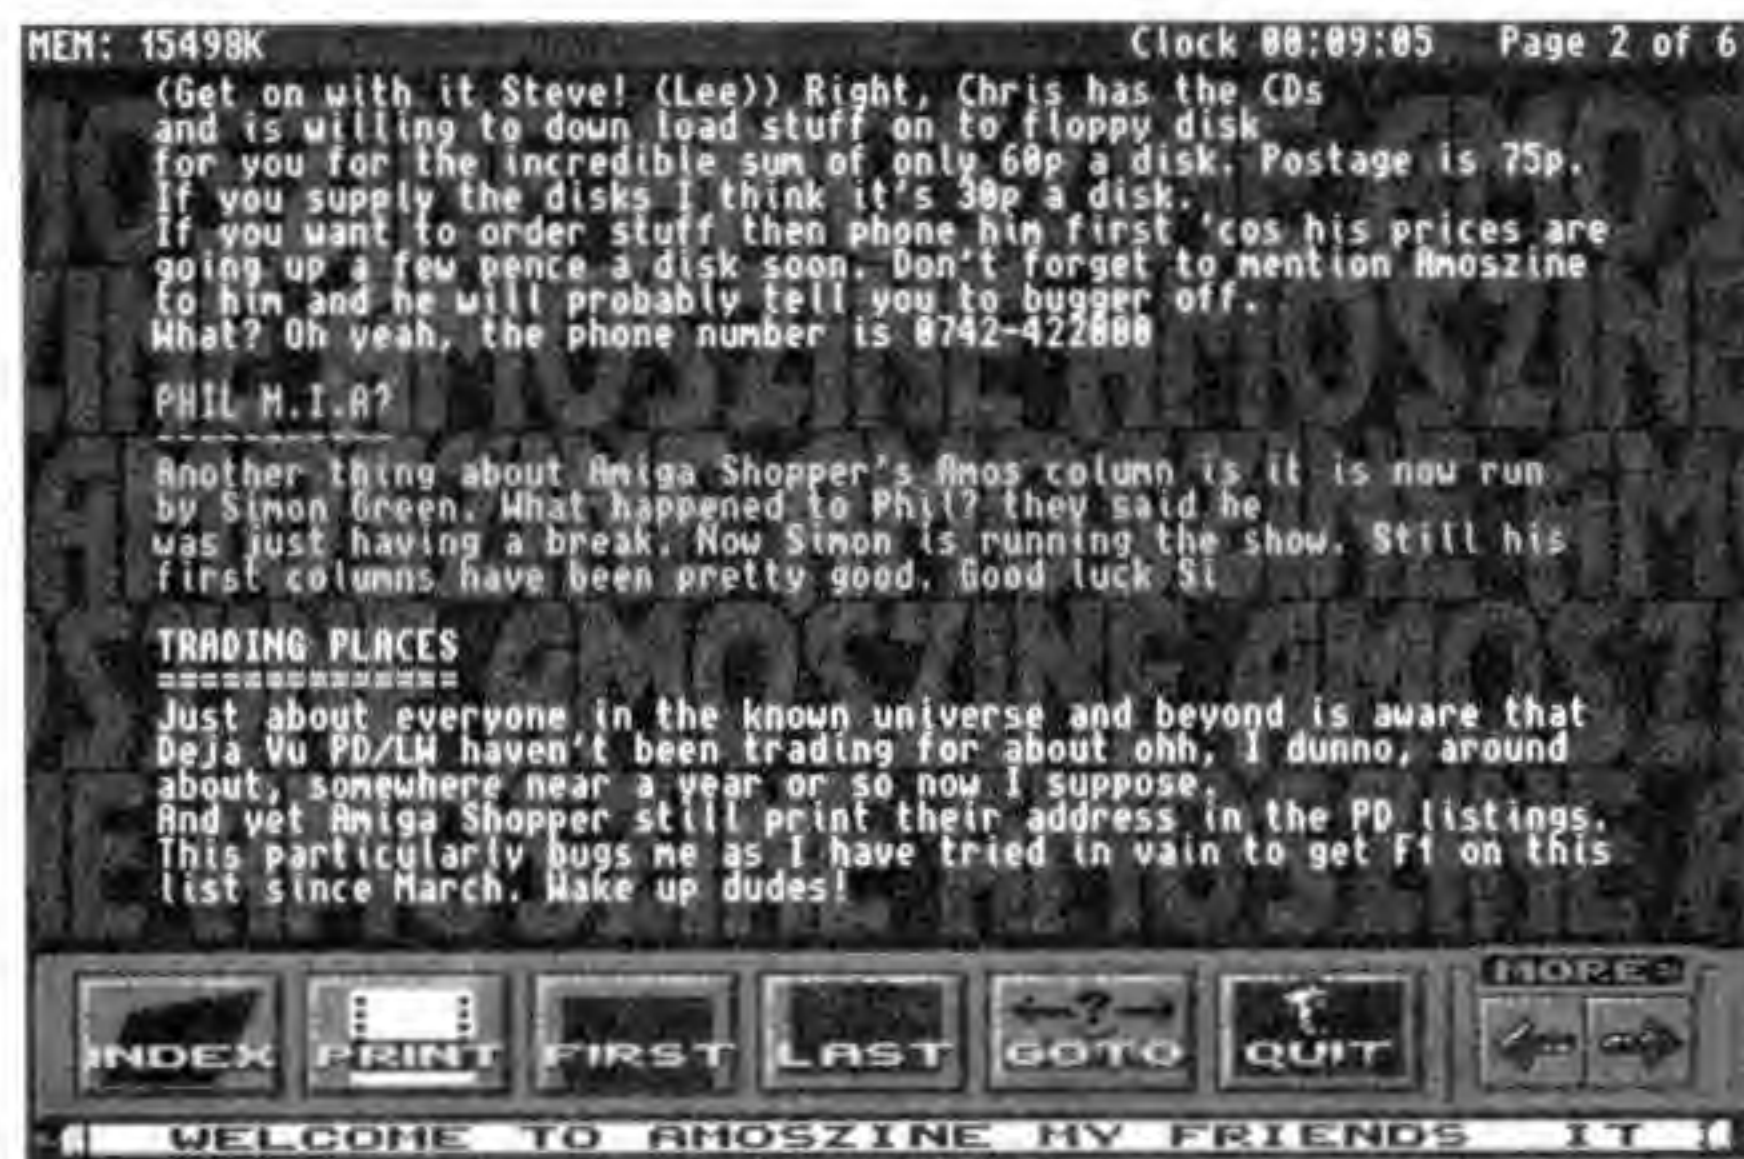 MEM: 15498K Clock 00:09:05 Page 2 of 6
(Get on with it Steve! (Lee)) Right, Chris has the CDs
and is willing to down load stuff on to floppy disk
for you for the incredible sum of only 60p a disk. Postage is 75p.
If you supply the disks I think it's 30p a disk.
If you want to order stuff then phone him first 'cos his prices are
going up a few pence a disk soon. Don't forget to mention Amoszine
to him and he will probably tell you to bugger off.
What? Oh yeah, the phone number is 0742-422000
PHIL M.I.A?
-----------
Another thing about Amiga Shopper's Amos column is it is now run
by Simon Green. What happened to Phil? they said he
was just having a break. Now Simon is running the show. Still his
first columns have been pretty good. Good luck Si
TRADING PLACES
==============
Just about everyone in the known universe and beyond is aware that
Deja Vu PD/LW haven't been trading for about ohh, I dunno, around
about, somewhere near a year or so now I suppose.
And yet Amiga Shopper still print their address in the PD listings.
This particularly bugs me as I have tried in vain to get F1 on this
list since March. Wake up dudes!
MORE:
INDEX PRINT FIRST LAST ?GOTO QUIT
WELCOME TO AMOSZINE MY FRIENDS IT